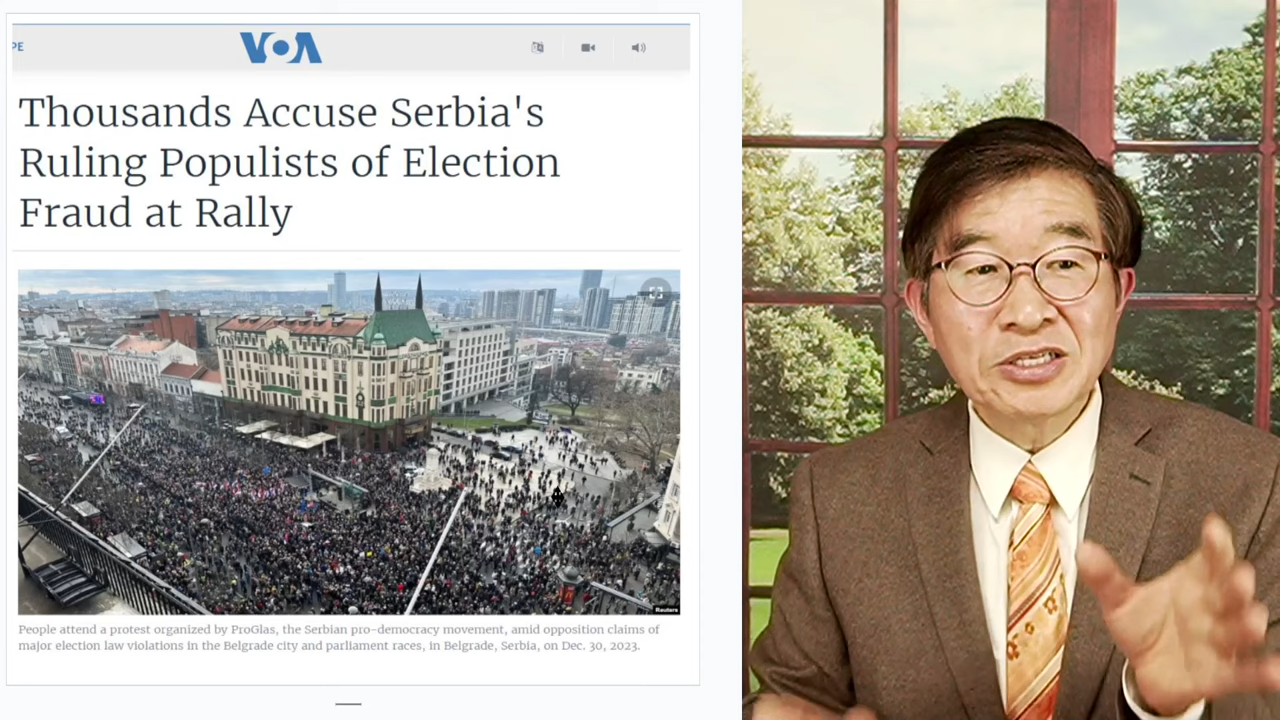 PE
VOA
Thousands Accuse Serbia's
Ruling Populists of Election
Fraud at Rally
Reuters
People attend a protest organized by ProGlas, the Serbian pro-democracy movement, amid opposition claims of
major election law violations in the Belgrade city and parliament races, in Belgrade, Serbia, on Dec. 30, 2023.